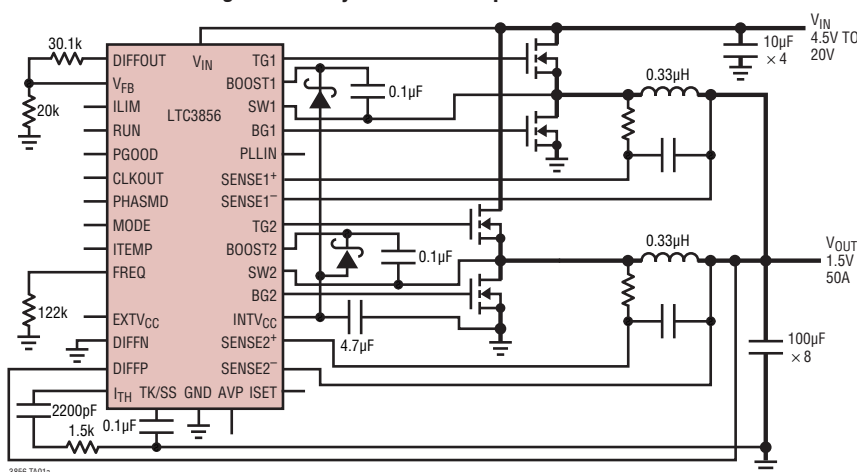 30.1k
20k
122k
2200pF
1.5k
0.1µF
DIFFOUT
VFB
ILIM
RUN
PGOOD
CLKOUT
PHASMD
MODE
ITEMP
FREQ
EXTVCC
DIFFN
DIFFP
ITH TK/SS GND AVP ISET
VIN
LTC3856
TG1
BOOST1
SW1
BG1
PLLIN
SENSE1+
SENSE1–
TG2
BOOST2
SW2
BG2
INTVCC
SENSE2+
SENSE2–
0.1µF
0.1µF
4.7µF
0.33µH
0.33µH
10µF
× 4
VIN
4.5V TO
20V
VOUT
1.5V
50A
100µF
× 8